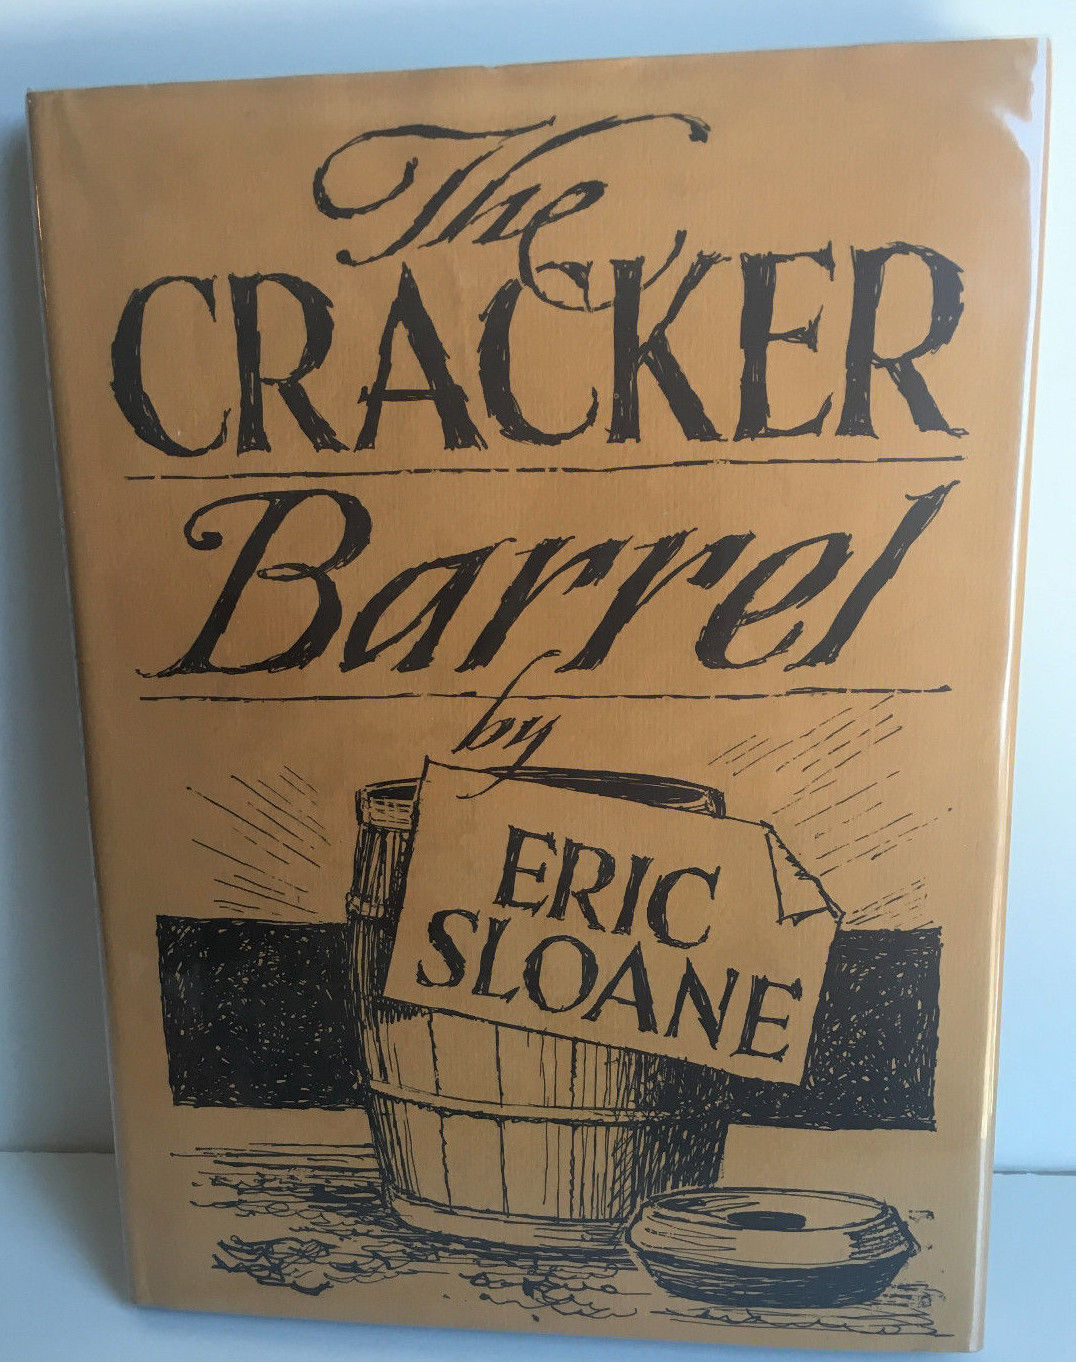 The
CRACKER
Barrel
by
ERIC
SLOANE